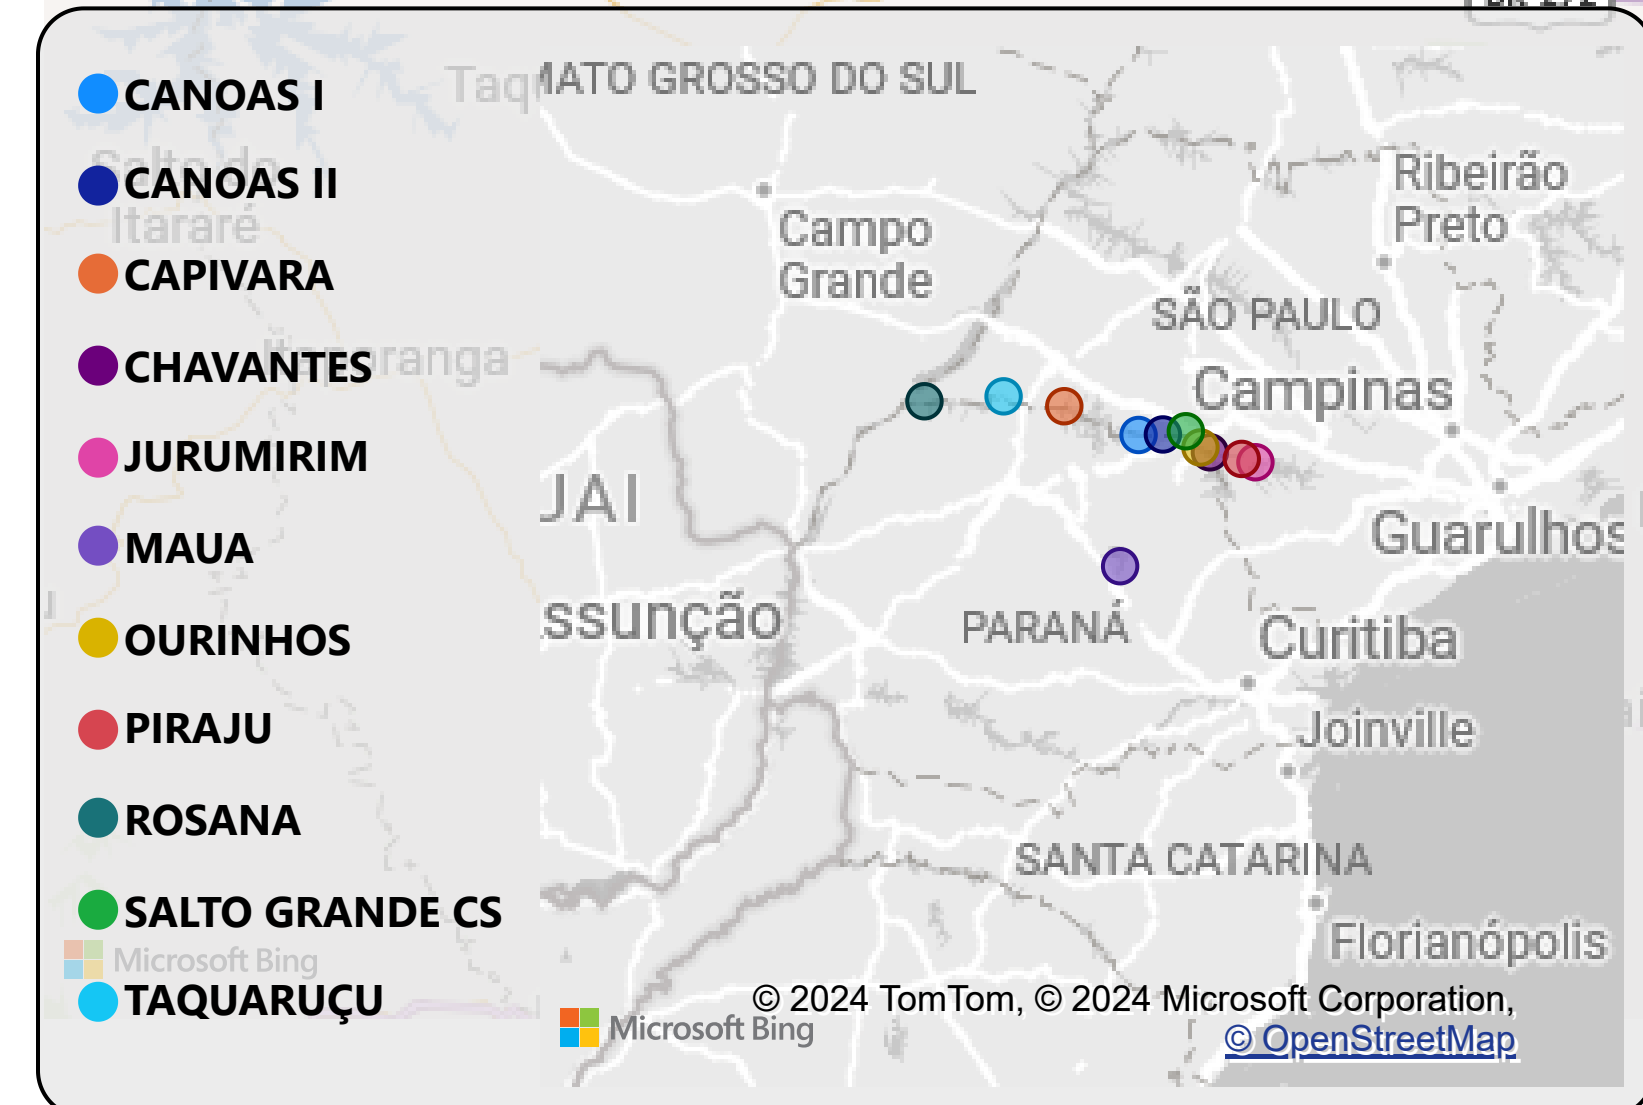 CANOAS I
CANOAS II
CAPIVARA
CHAVANTES
JURUMIRIM
MAUA
OURINHOS
PIRAJU
ROSANA
SALTO GRANDE CS
TAQUARUÇU
Salto do
Itararé
Microsoft Bing
MATO GROSSO DO SUL
Campo
Grande
Ribeirão
Preto
SÃO PAULO
Campinas
Guarulhos
PARANÁ
Curitiba
Joinville
SANTA CATARINA
Florianópolis
© 2024 TomTom, © 2024 Microsoft Corporation,
© OpenStreetMap
Microsoft Bing